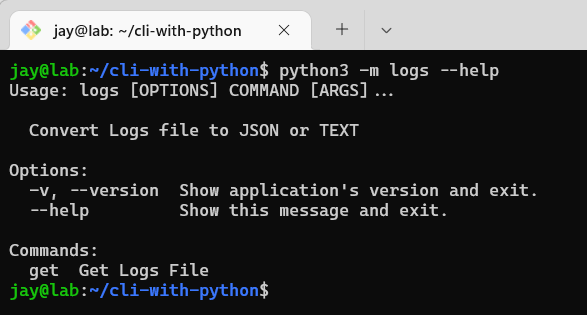 jay@lab: ~/cli-with-python
jay@lab:~/cli-with-python$ python3 -m logs --help
Usage: logs [OPTIONS] COMMAND [ARGS]...
Convert Logs file to JSON or TEXT
Options:
-v, --version  Show application's version and exit.
--help         Show this message and exit.
Commands:
get  Get Logs File
jay@lab:~/cli-with-python$